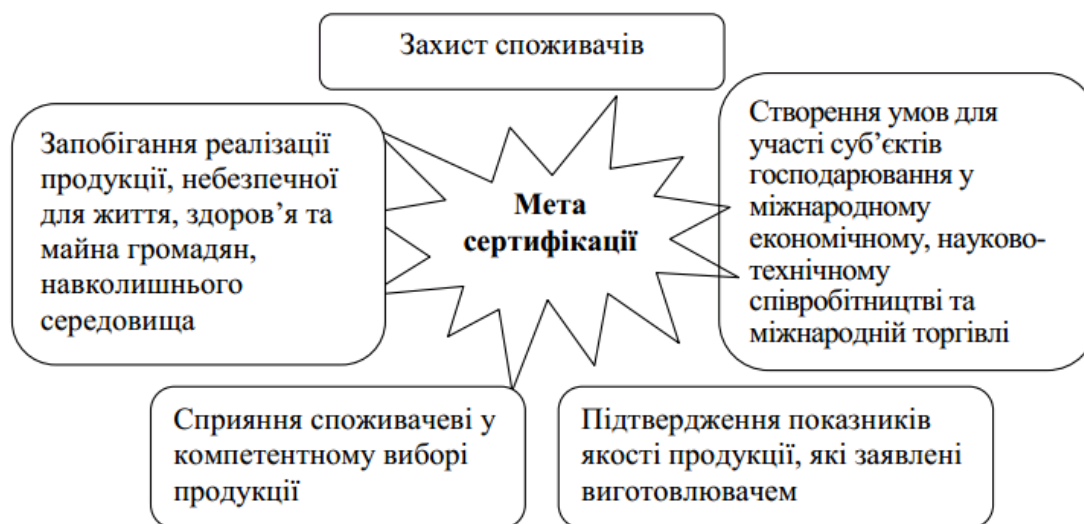 Захист споживачів
Запобігання реалізації
продукції, небезпечної
для життя, здоров’я та
майна громадян,
навколишнього
середовища
Мета
сертифікації
Створення умов для
участі суб’єктів
господарювання у
міжнародному
економічному, науково-
технічному
співробітництві та
міжнародній торгівлі
Сприяння споживачеві у
компетентному виборі
продукції
Підтвердження показників
якості продукції, які заявлені
виготовлювачем